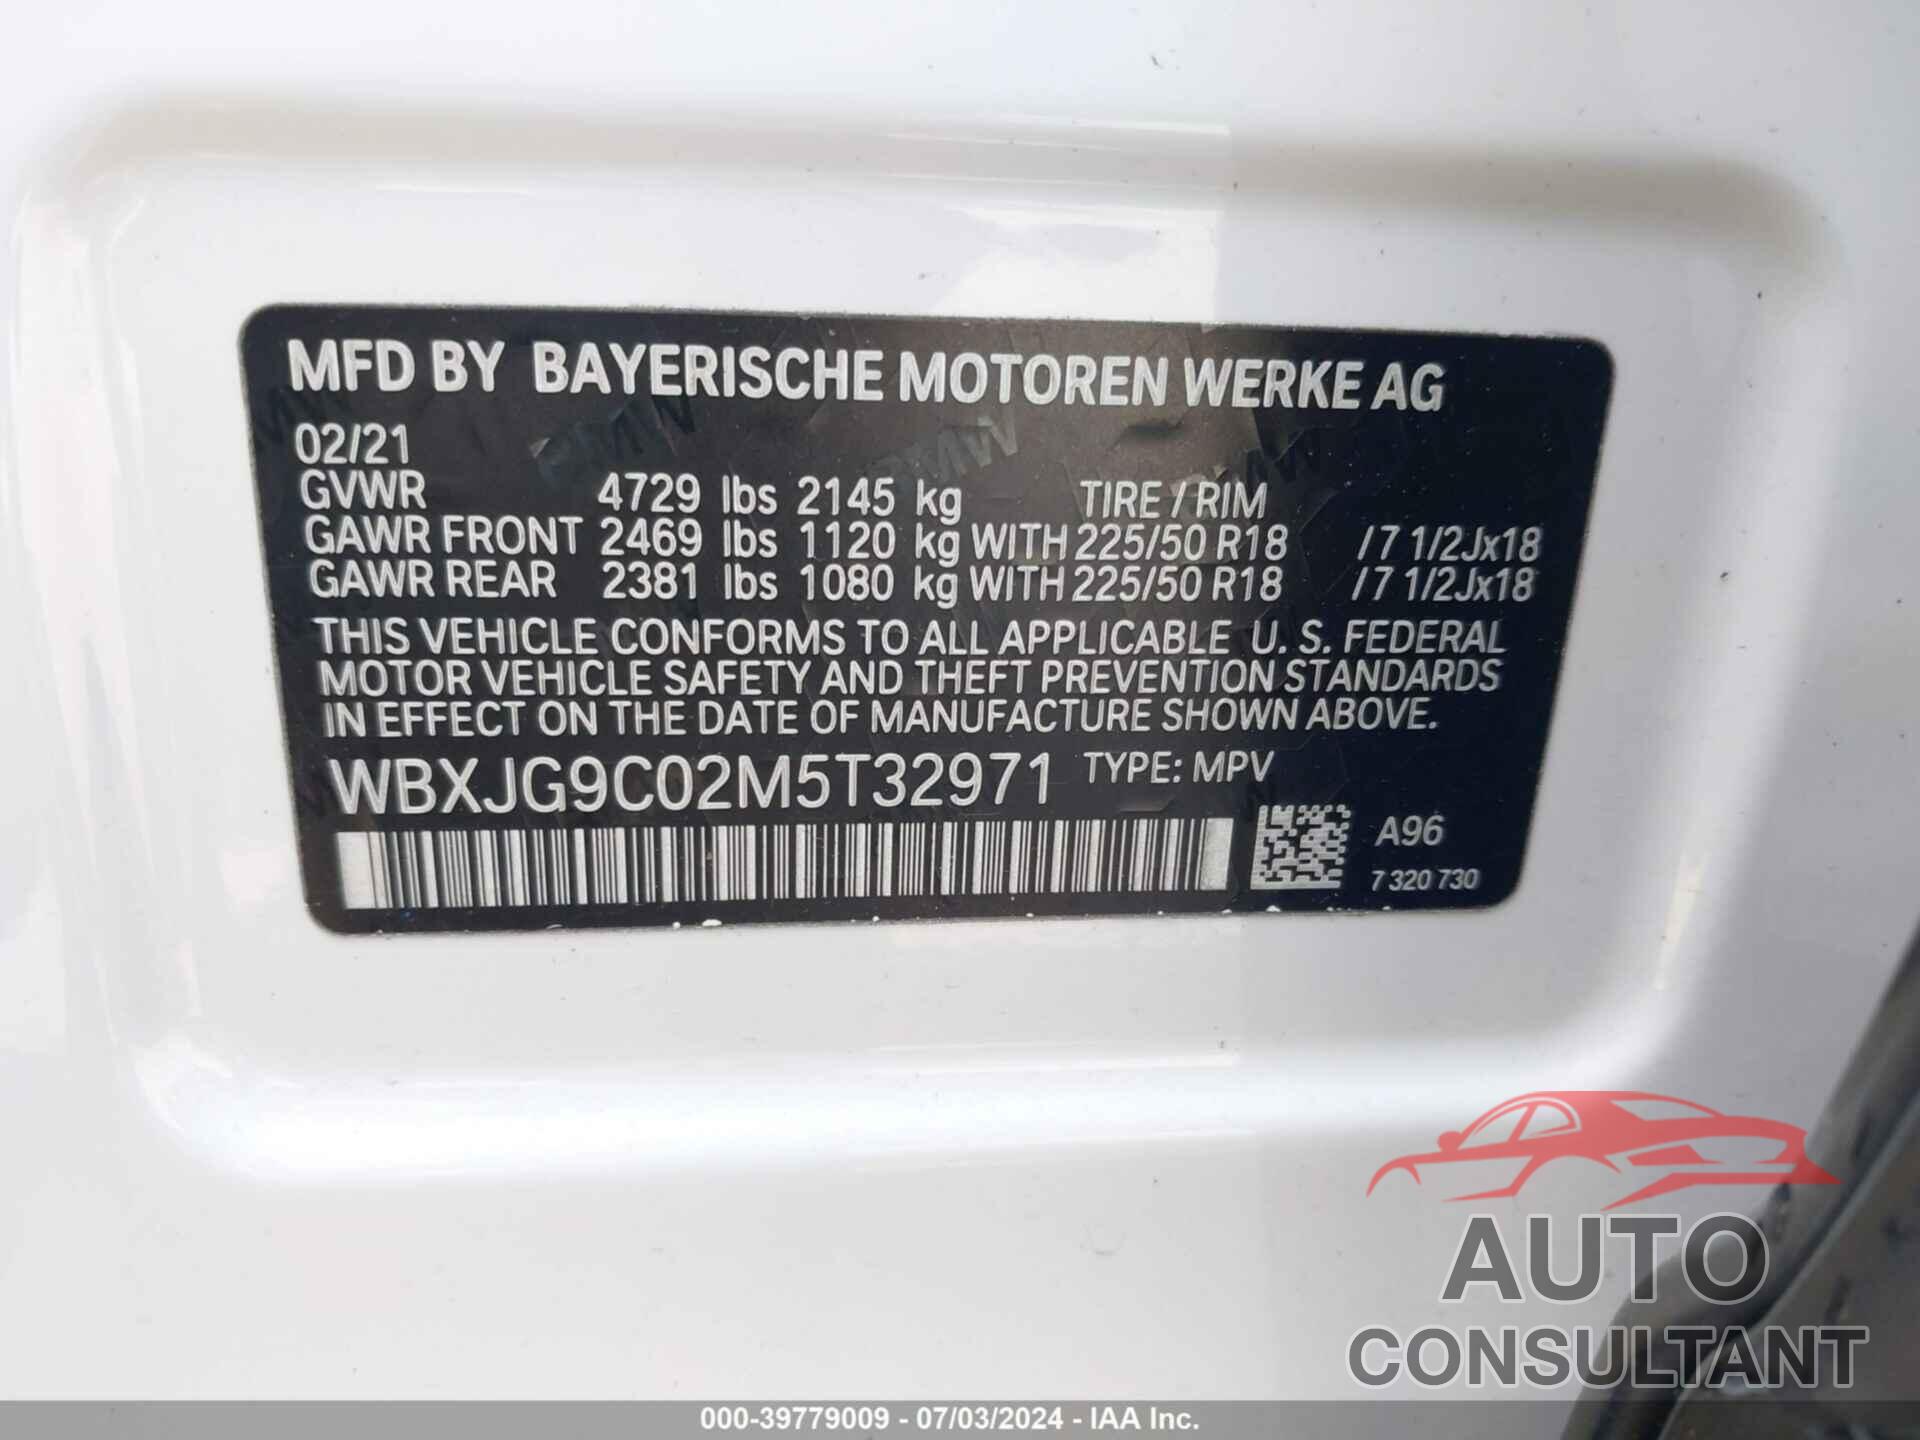 MFD BY BAYERISCHE MOTOREN WERKE AG
02/21
GVWR 4729 lbs 2145 kg TIRE / RIM
GAWR FRONT 2469 lbs 1120 kg WITH 225/50 R18 /7 1/2Jx18
GAWR REAR 2381 lbs 1080 kg WITH 225/50 R18 /7 1/2Jx18
THIS VEHICLE CONFORMS TO ALL APPLICABLE U. S. FEDERAL
MOTOR VEHICLE SAFETY AND THEFT PREVENTION STANDARDS
IN EFFECT ON THE DATE OF MANUFACTURE SHOWN ABOVE.
WBXJG9C02M5T32971 TYPE: MPV
A96
7 320 730
AUTO
CONSULTANT
000-39779009 - 07/03/2024 - IAA Inc.